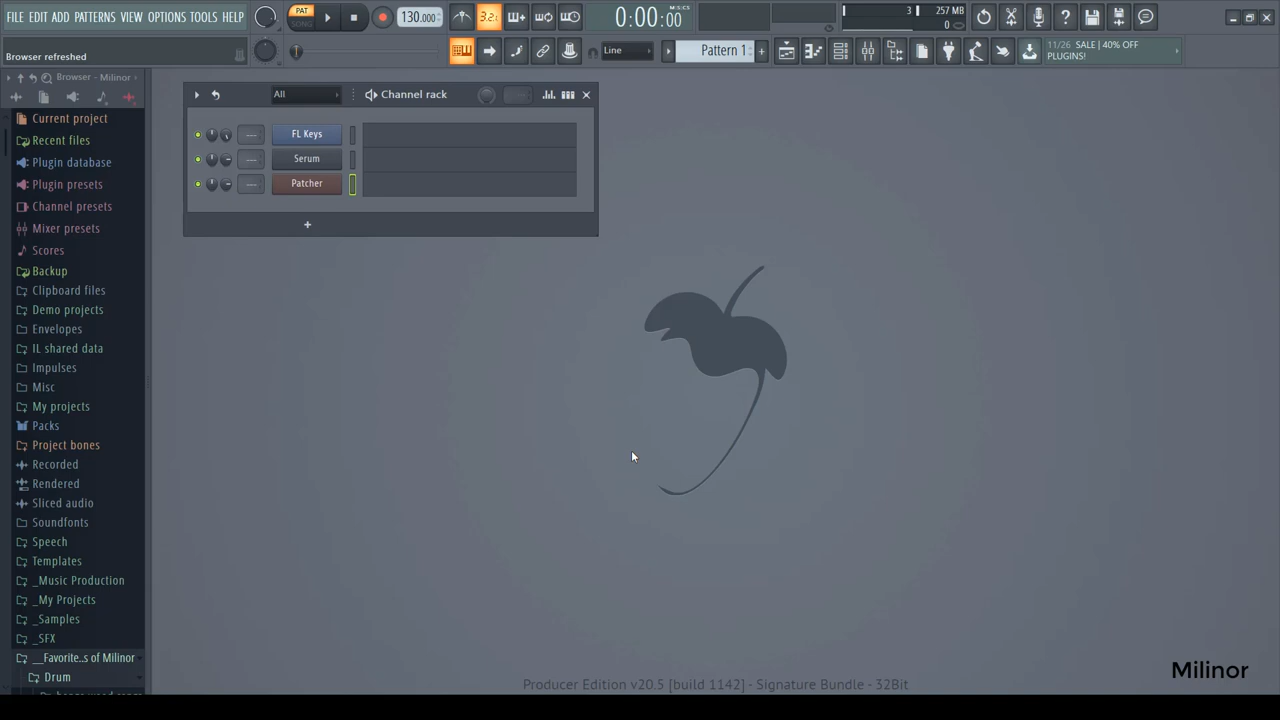 FILE EDIT ADD PATTERNS VIEW OPTIONS TOOLS HELP
PAT
SONG
130.000
3.2.
0:00:00
M:S:CS
3
257 MB
0
Browser refreshed
Line
Pattern 1
11/26 SALE | 40% OFF
PLUGINS!
Browser - Milinor
Current project
Recent files
Plugin database
Plugin presets
Channel presets
Mixer presets
Scores
Backup
Clipboard files
Demo projects
Envelopes
IL shared data
Impulses
Misc
My projects
Packs
Project bones
Recorded
Rendered
Sliced audio
Soundfonts
Speech
Templates
_Music Production
_My Projects
_Samples
_SFX
__Favorite..s of Milinor
Drum
All
Channel rack
FL Keys
Serum
Patcher
Producer Edition v20.5 [build 1142] - Signature Bundle - 32Bit
Milinor